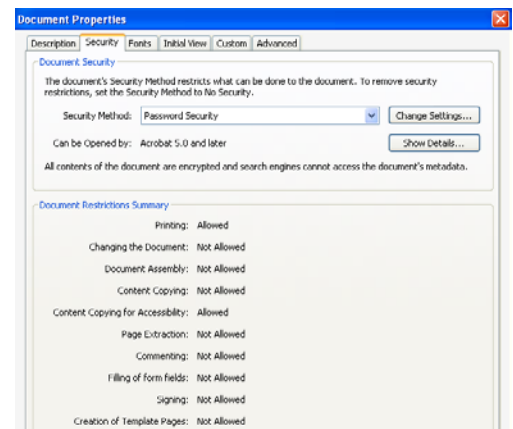 Document Properties
Description Security Fonts Initial View Custom Advanced
Document Security
The document's Security Method restricts what can be done to the document. To remove security
restrictions, set the Security Method to No Security.
Security Method: Password Security Change Settings...
Can be Opened by: Acrobat 5.0 and later Show Details...
All contents of the document are encrypted and search engines cannot access the document's metadata.
Document Restrictions Summary
Printing: Allowed
Changing the Document: Not Allowed
Document Assembly: Not Allowed
Content Copying: Not Allowed
Content Copying for Accessibility: Allowed
Page Extraction: Not Allowed
Commenting: Not Allowed
Filling of form fields: Not Allowed
Signing: Not Allowed
Creation of Template Pages: Not Allowed